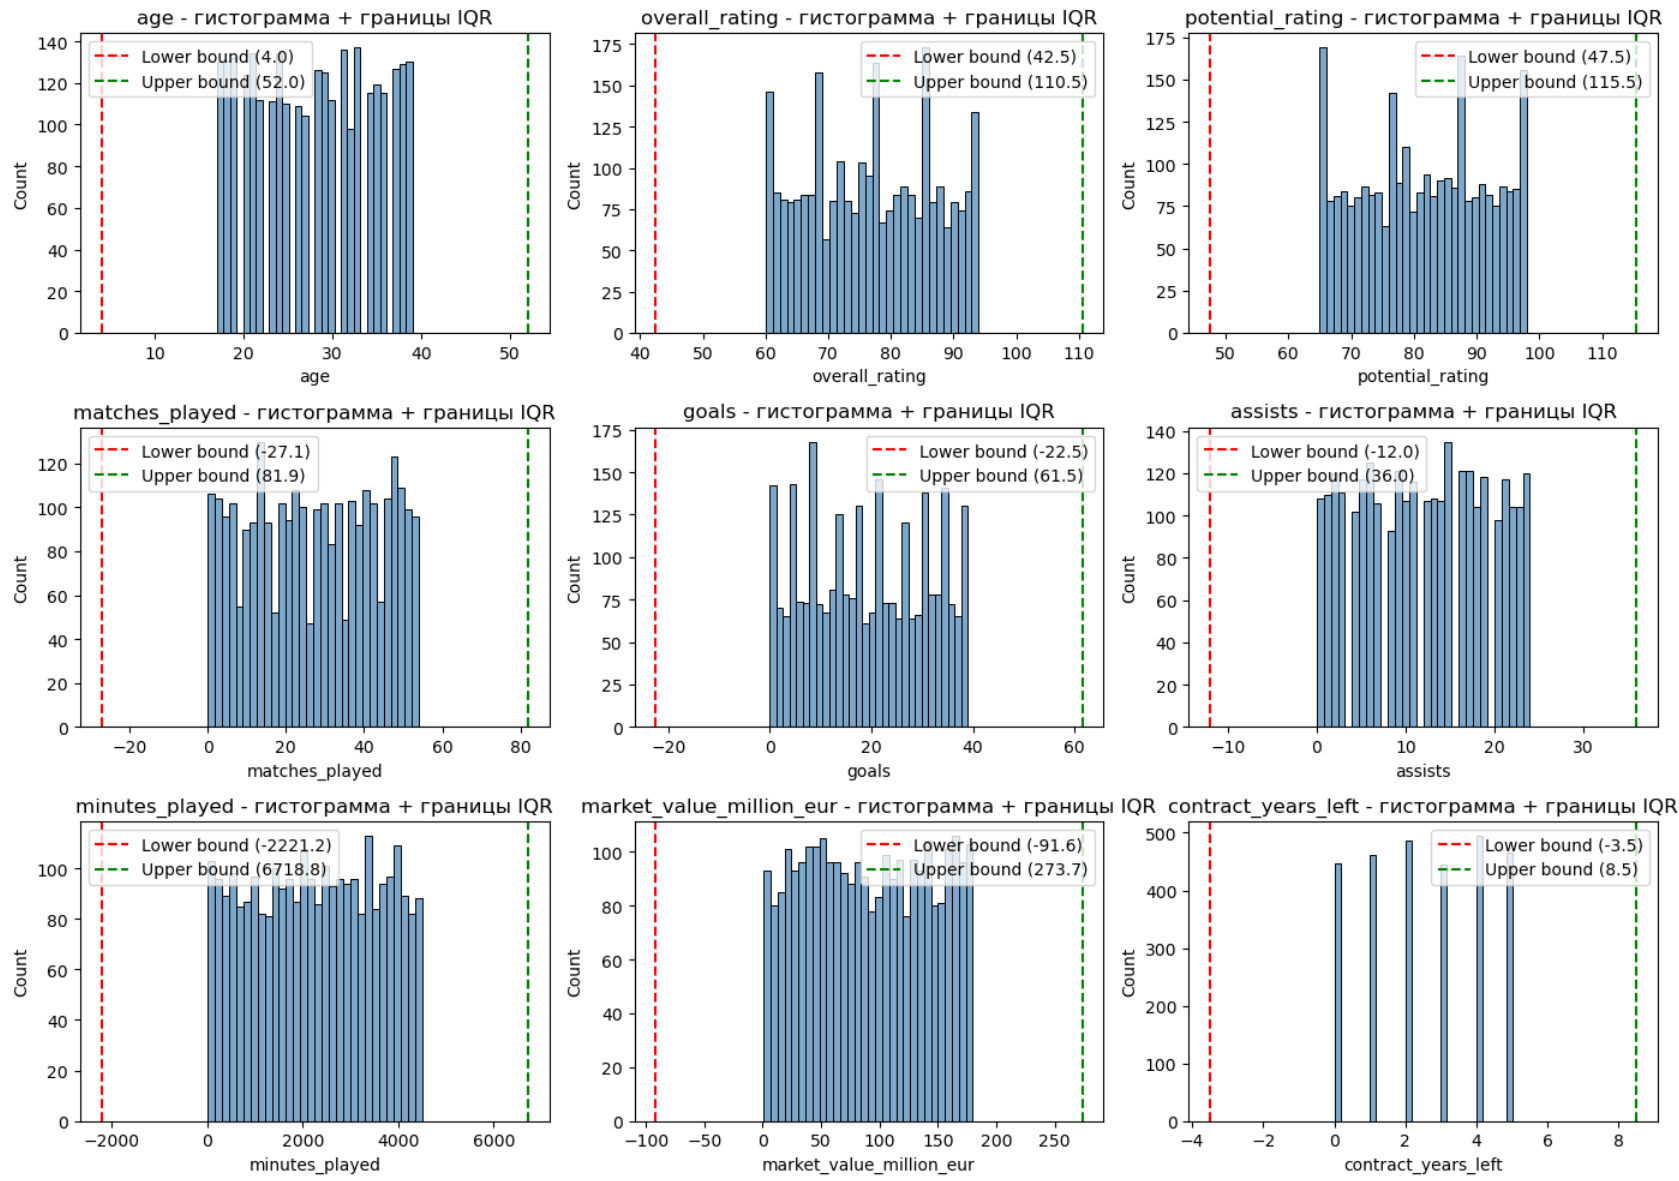 age - гистограмма + границы IQR
Lower bound (4.0)
Upper bound (52.0)
140
120
100
80
60
40
20
0
Count
10 20 30 40 50
age
overall_rating - гистограмма + границы IQR
Lower bound (42.5)
Upper bound (110.5)
175
150
125
100
75
50
25
0
Count
40 50 60 70 80 90 100 110
overall_rating
potential_rating - гистограмма + границы IQR
Lower bound (47.5)
Upper bound (115.5)
175
150
125
100
75
50
25
0
Count
50 60 70 80 90 100 110
potential_rating
matches_played - гистограмма + границы IQR
Lower bound (-27.1)
Upper bound (81.9)
120
100
80
60
40
20
0
Count
−20 0 20 40 60 80
matches_played
goals - гистограмма + границы IQR
Lower bound (-22.5)
Upper bound (61.5)
175
150
125
100
75
50
25
0
Count
−20 0 20 40 60
goals
assists - гистограмма + границы IQR
Lower bound (-12.0)
Upper bound (36.0)
140
120
100
80
60
40
20
0
Count
−10 0 10 20 30
assists
minutes_played - гистограмма + границы IQR
Lower bound (-2221.2)
Upper bound (6718.8)
100
80
60
40
20
0
Count
−2000 0 2000 4000 6000
minutes_played
market_value_million_eur - гистограмма + границы IQR
Lower bound (-91.6)
Upper bound (273.7)
100
80
60
40
20
0
Count
−100 −50 0 50 100 150 200 250
market_value_million_eur
contract_years_left - гистограмма + границы IQR
Lower bound (-3.5)
Upper bound (8.5)
500
400
300
200
100
0
Count
−4 −2 0 2 4 6 8
contract_years_left